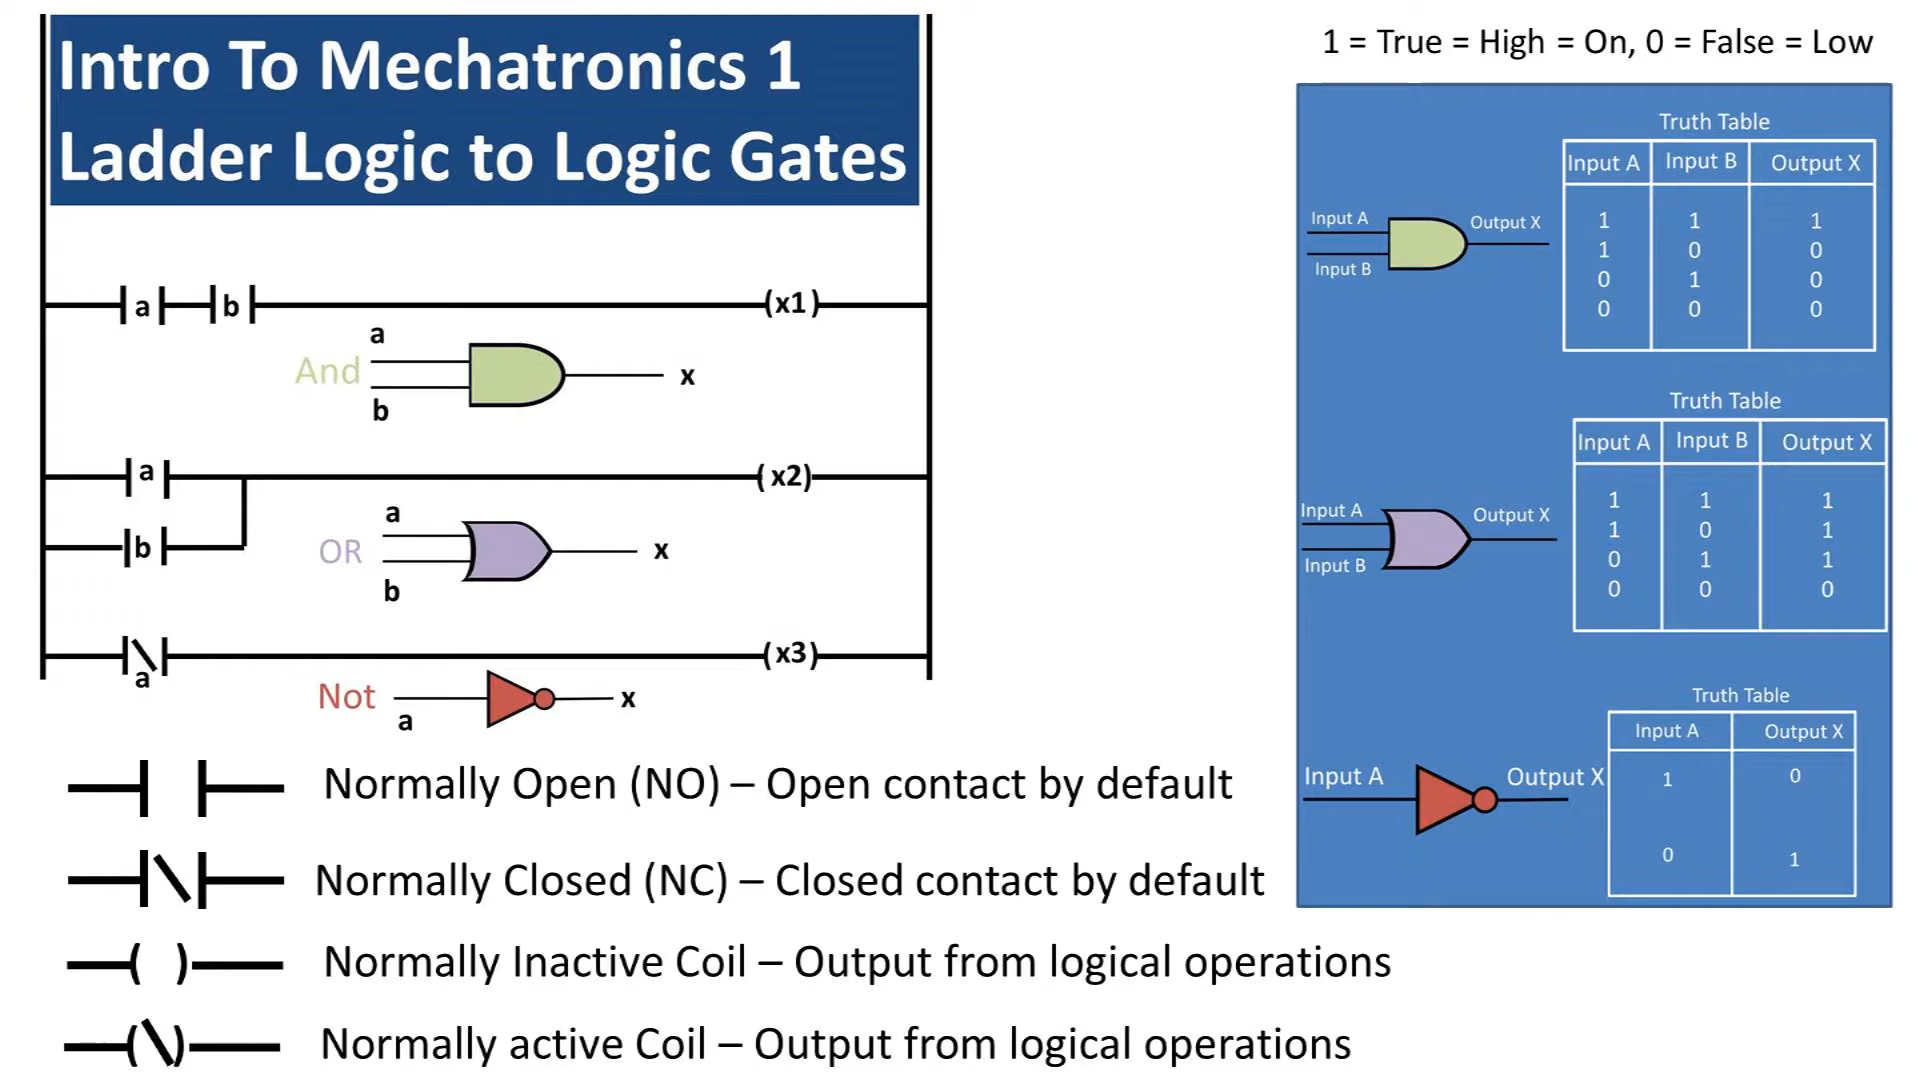 Intro To Mechatronics 1
Ladder Logic to Logic Gates
a b (x1)
a
And x
b
a (x2)
b
a
OR x
b
(x3)
a
Not x
a
Normally Open (NO) – Open contact by default
Normally Closed (NC) – Closed contact by default
Normally Inactive Coil – Output from logical operations
Normally active Coil – Output from logical operations
1 = True = High = On, 0 = False = Low
Truth Table
Input A Input B Output X
1 1 1
1 0 0
0 1 0
0 0 0
Input A Output X
Input B
Truth Table
Input A Input B Output X
1 1 1
1 0 1
0 1 1
0 0 0
Input A Output X
Input B
Truth Table
Input A Output X
1 0
0 1
Input A Output X